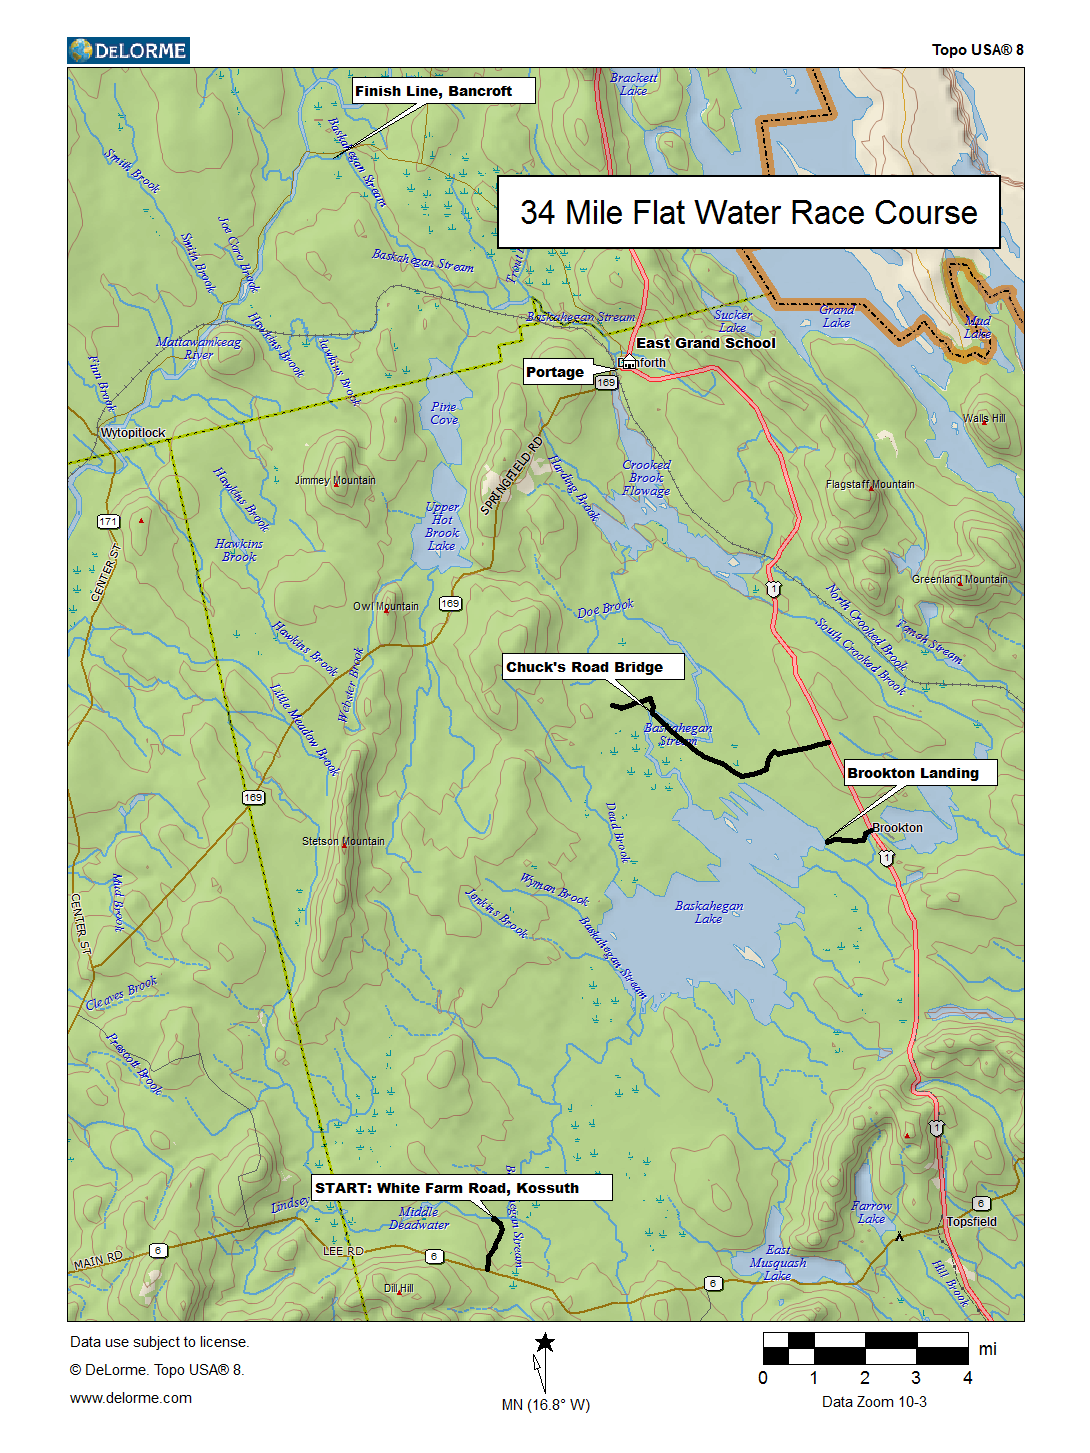 DELORME
Topo USA® 8
Finish Line, Bancroft
Brackett
Lake
Baskahegan Stream
Smith Brook
34 Mile Flat Water Race Course
Joe Cyro Brook
Smith Brook
Baskahegan Stream
Baskahegan Stream
Sucker
Lake
Grand
Lake
Mud
Lake
Hawkins Brook
Hawkins Brook
Mattawamkeag
River
East Grand School
Portage
169
Finn Brook
Pine
Cove
Walls Hill
Wytopitlock
SPRINGFIELD RD
Harding Brook
Crooked
Brook
Flowage
Jimmey Mountain
Flagstaff Mountain
Hawkins Brook
Upper
Hot
Brook
Lake
171
Hawkins
Brook
CENTER ST
Greenland Mountain
1
Owl Mountain
169
Doe Brook
North Crooked Brook
Tomah Stream
South Crooked Brook
Hawkins Brook
Webster Brook
Chuck's Road Bridge
Little Meadow Brook
Baskahegan
Stream
Brookton Landing
169
Dead Brook
Brookton
Stetson Mountain
1
Mud Brook
Wyman Brook
Jenkins Brook
Baskahegan
Lake
CENTER ST
Baskahegan Stream
Cleaves Brook
Prescott Brook
1
START: White Farm Road, Kossuth
Lindsey
Middle
Deadwater
Farrow
Lake
6
Topsfield
MAIN RD
6
LEE RD
6
East
Musquash
Lake
Hill Brook
6
Dill Hill
Data use subject to license.
© DeLorme. Topo USA® 8.
www.delorme.com
MN (16.8° W)
mi
0 1 2 3 4
Data Zoom 10-3